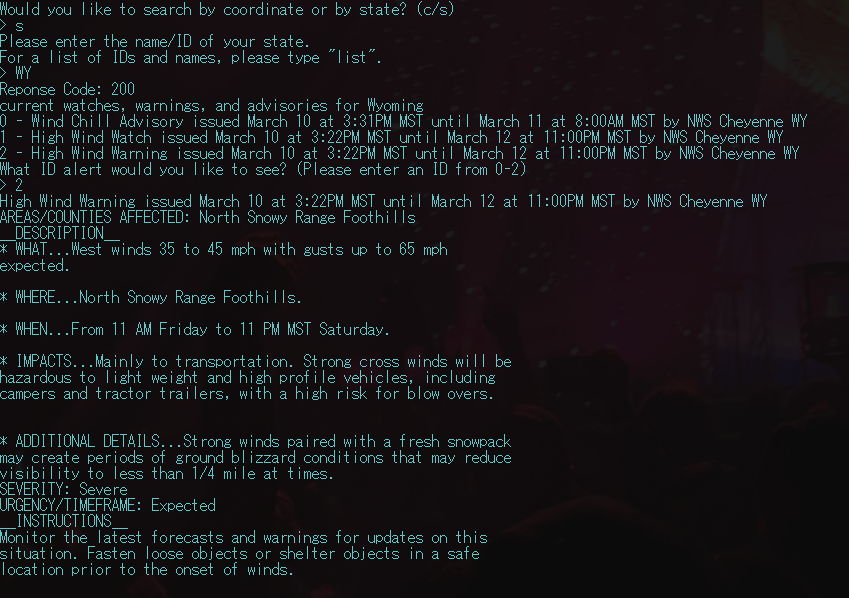 Would you like to search by coordinate or by state? (c/s)
> s
Please enter the name/ID of your state.
For a list of IDs and names, please type "list".
> WY
Reponse Code: 200
current watches, warnings, and advisories for Wyoming
0 - Wind Chill Advisory issued March 10 at 3:31PM MST until March 11 at 8:00AM MST by NWS Cheyenne WY
1 - High Wind Watch issued March 10 at 3:22PM MST until March 12 at 11:00PM MST by NWS Cheyenne WY
2 - High Wind Warning issued March 10 at 3:22PM MST until March 12 at 11:00PM MST by NWS Cheyenne WY
What ID alert would you like to see? (Please enter an ID from 0-2)
> 2
High Wind Warning issued March 10 at 3:22PM MST until March 12 at 11:00PM MST by NWS Cheyenne WY
AREAS/COUNTIES AFFECTED: North Snowy Range Foothills
__DESCRIPTION__
* WHAT...West winds 35 to 45 mph with gusts up to 65 mph
expected.
* WHERE...North Snowy Range Foothills.
* WHEN...From 11 AM Friday to 11 PM MST Saturday.
* IMPACTS...Mainly to transportation. Strong cross winds will be
hazardous to light weight and high profile vehicles, including
campers and tractor trailers, with a high risk for blow overs.
* ADDITIONAL DETAILS...Strong winds paired with a fresh snowpack
may create periods of ground blizzard conditions that may reduce
visibility to less than 1/4 mile at times.
SEVERITY: Severe
URGENCY/TIMEFRAME: Expected
__INSTRUCTIONS__
Monitor the latest forecasts and warnings for updates on this
situation. Fasten loose objects or shelter objects in a safe
location prior to the onset of winds.